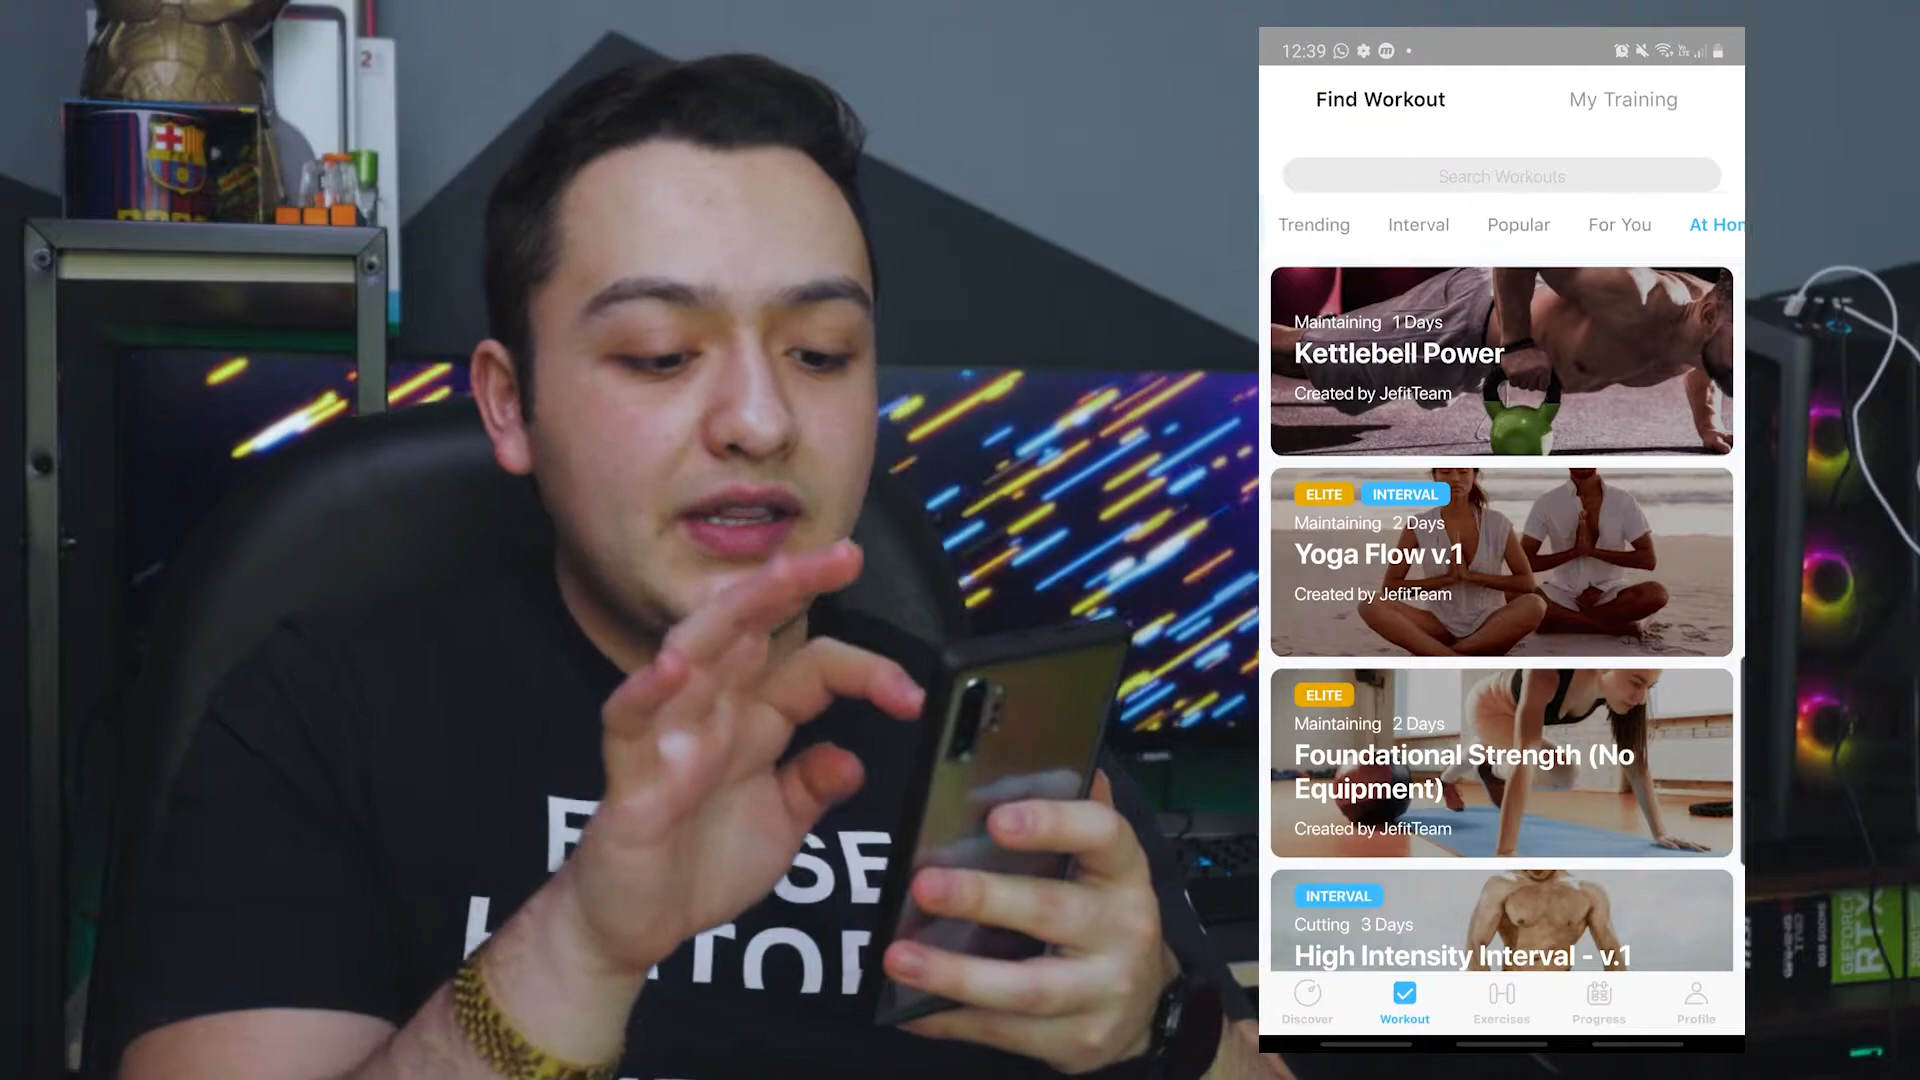 12:39
Find Workout
My Training
Search Workouts
Trending
Interval
Popular
For You
At Hor
Maintaining 1 Days
Kettlebell Power
Created by JefitTeam
ELITE
INTERVAL
Maintaining 2 Days
Yoga Flow v.1
Created by JefitTeam
ELITE
Maintaining 2 Days
Foundational Strength (No
Equipment)
Created by JefitTeam
INTERVAL
Cutting 3 Days
High Intensity Interval - v.1
Discover
Workout
Exercises
Progress
Profile
GEFORCE
RTX